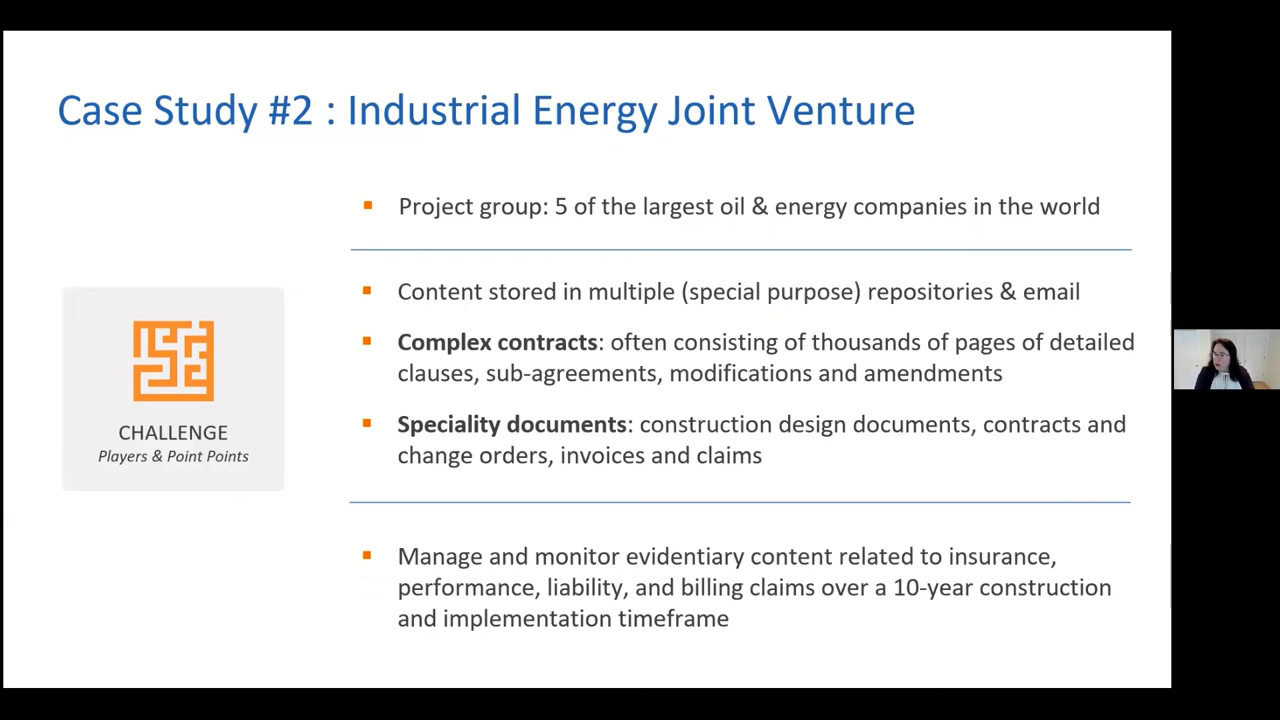 Case Study #2 : Industrial Energy Joint Venture
Project group: 5 of the largest oil & energy companies in the world
Content stored in multiple (special purpose) repositories & email
Complex contracts: often consisting of thousands of pages of detailed
clauses, sub-agreements, modifications and amendments
Speciality documents: construction design documents, contracts and
change orders, invoices and claims
CHALLENGE
Players & Point Points
Manage and monitor evidentiary content related to insurance,
performance, liability, and billing claims over a 10-year construction
and implementation timeframe